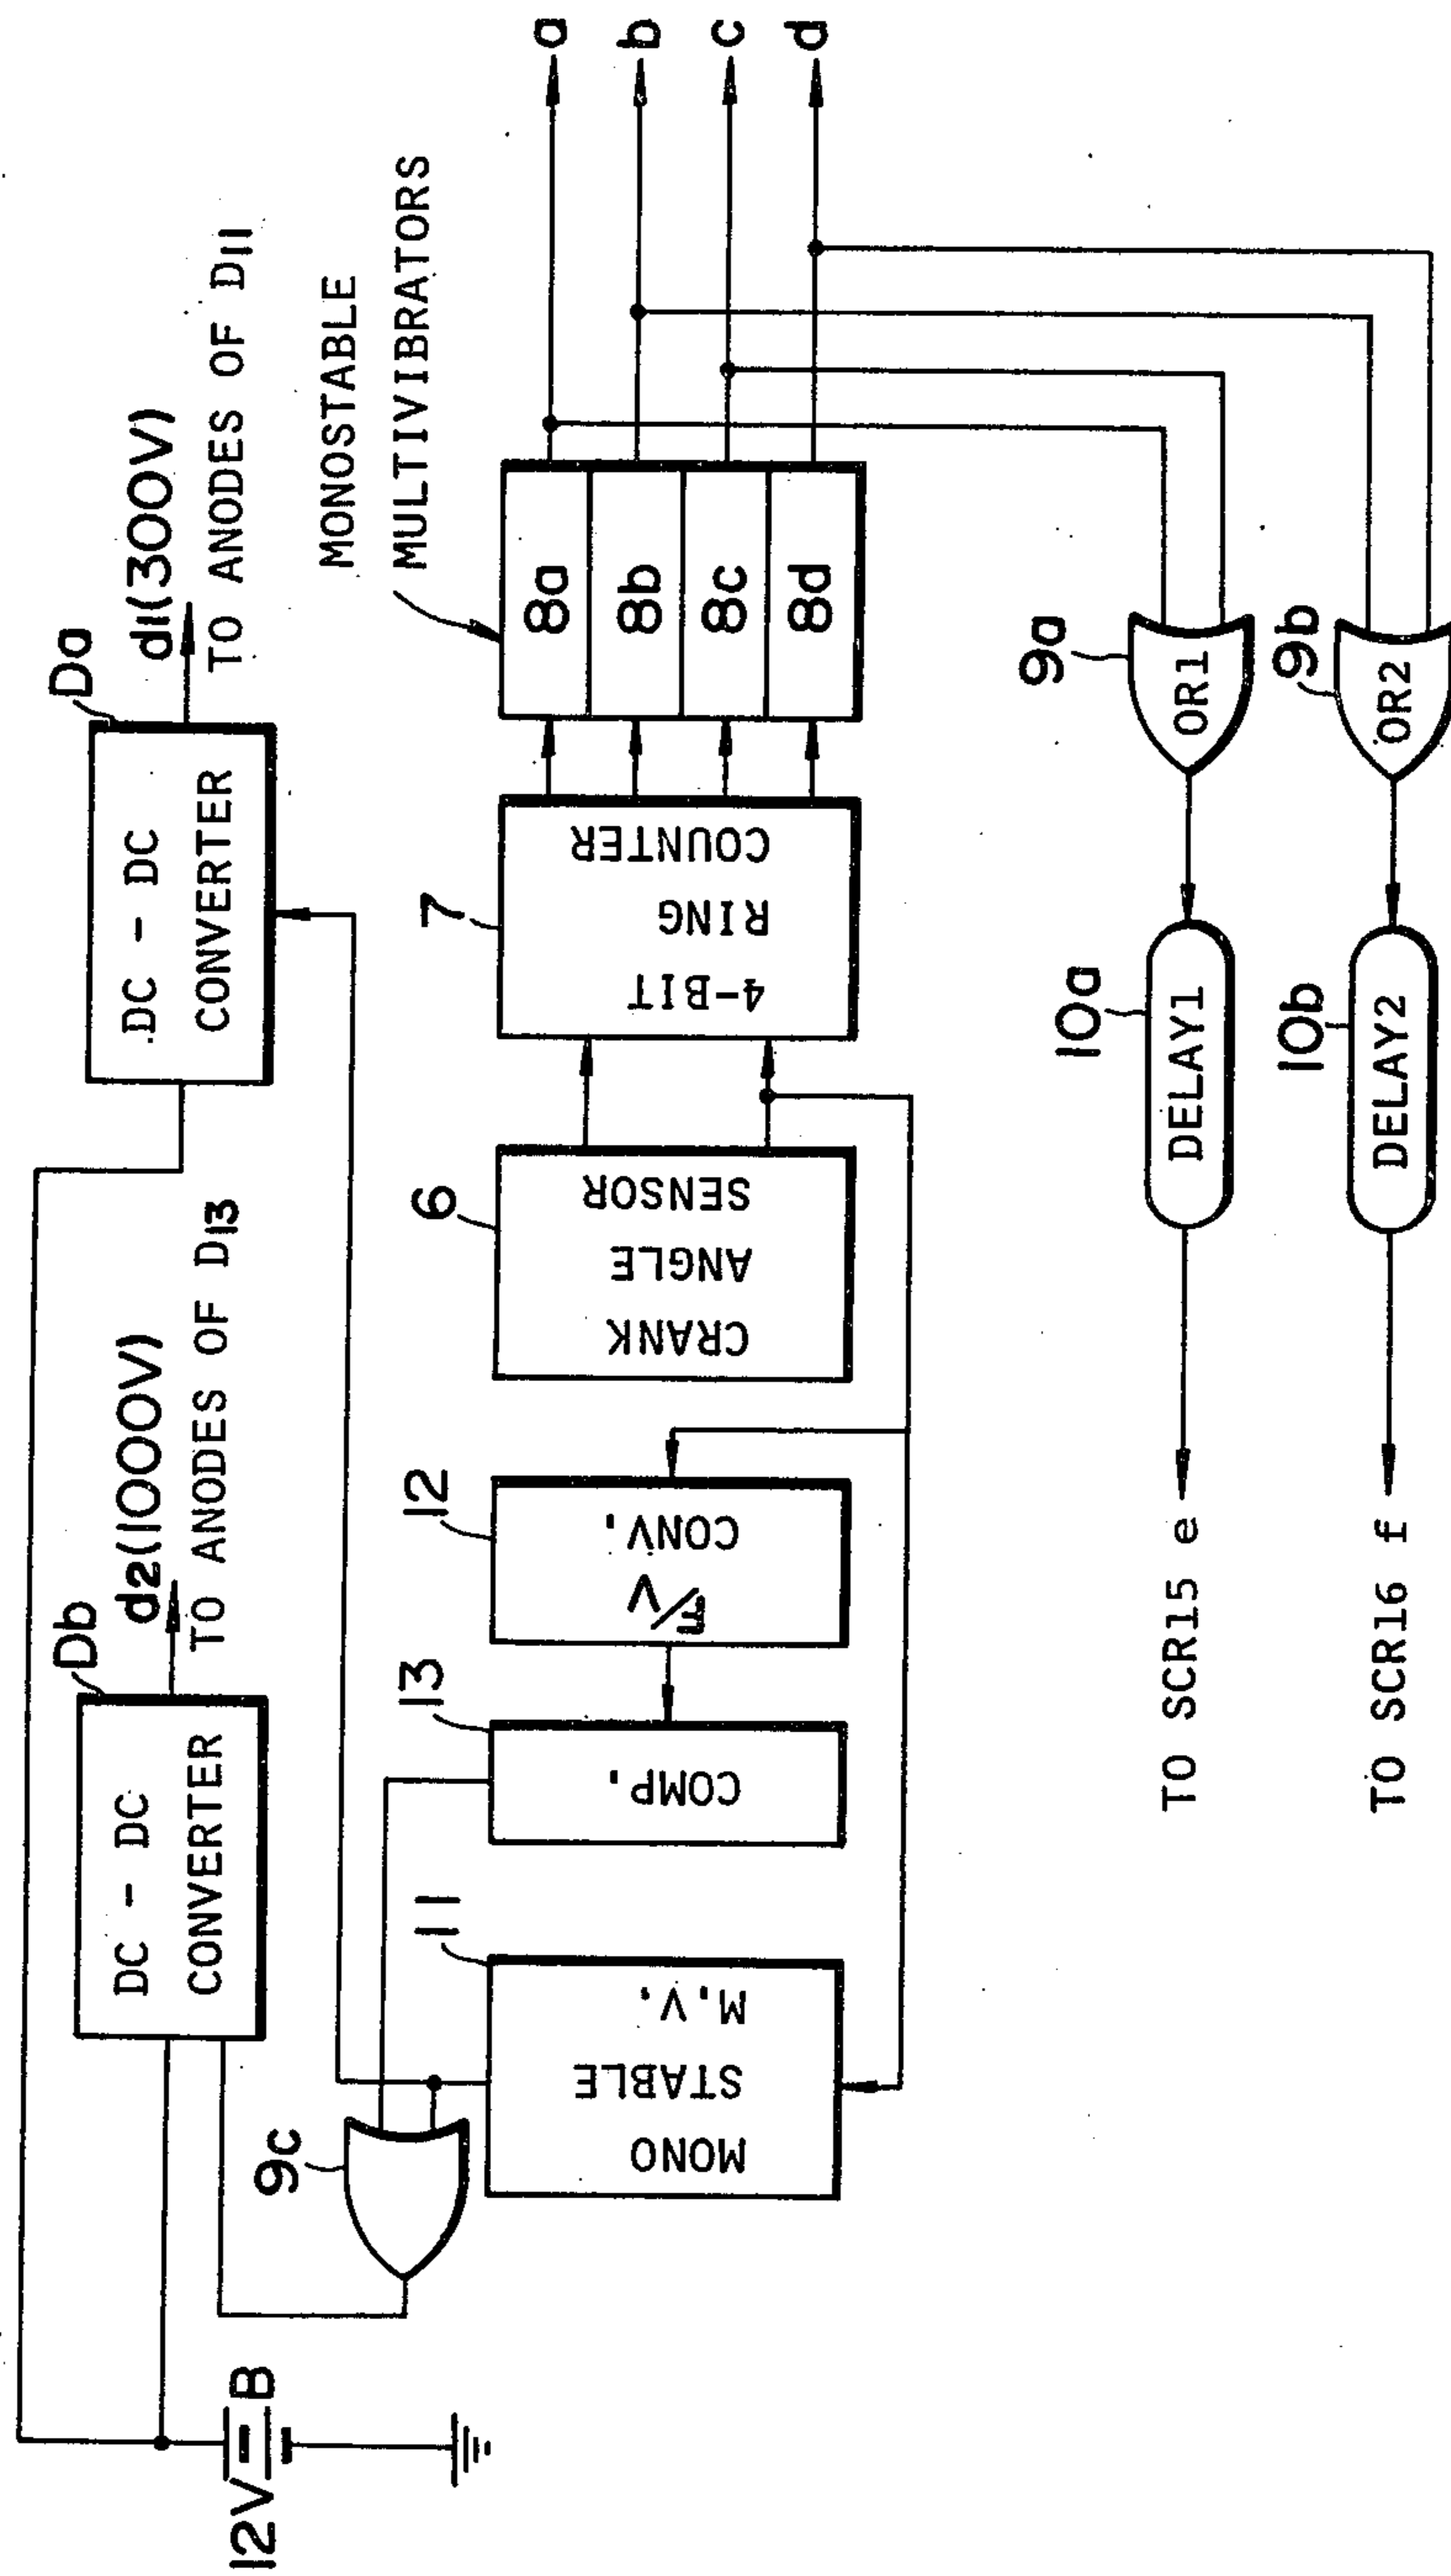 12V
B
Db
DC - DC
CONVERTER
d2(1000V)
TO ANODES OF D13
Da
DC - DC
CONVERTER
d1(300V)
TO ANODES OF D11
9c
11
MONO
STABLE
M.V.
13
COMP.
12
F/V
CONV.
6
CRANK
ANGLE
SENSOR
7
4-BIT
RING
COUNTER
MONOSTABLE
MULTIVIBRATORS
8a
8b
8c
8d
a
b
c
d
TO SCR15 e
10a
DELAY1
9a
OR1
TO SCR16 f
10b
DELAY2
9b
OR2